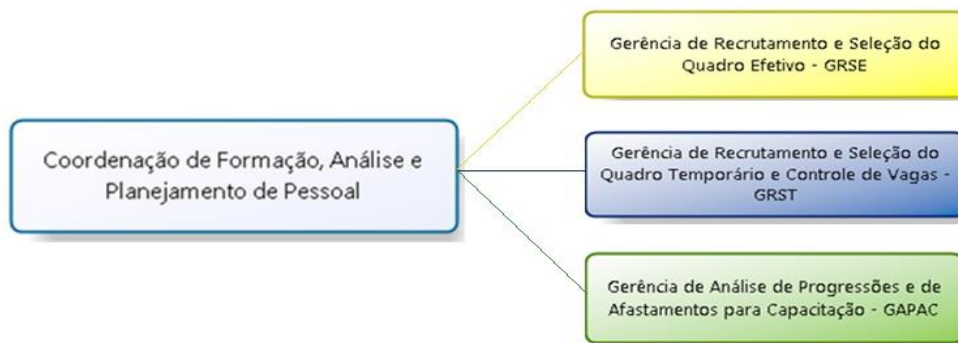 Coordenação de Formação, Análise e
Planejamento de Pessoal
Gerência de Recrutamento e Seleção do
Quadro Efetivo - GRSE
Gerência de Recrutamento e Seleção do
Quadro Temporário e Controle de Vagas -
GRST
Gerência de Análise de Progressões e de
Afastamentos para Capacitação - GAPAC